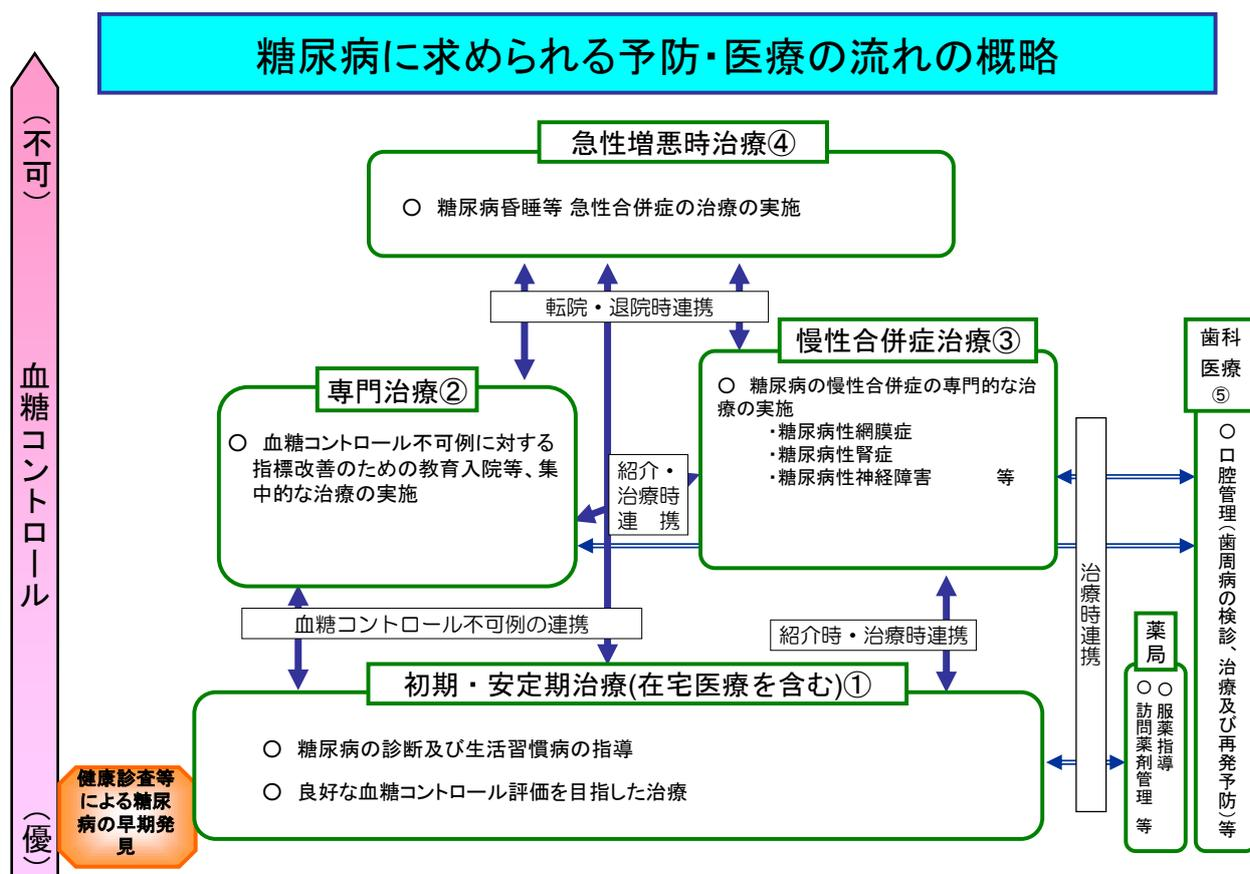 糖尿病に求められる予防・医療の流れの概略
（不可）
血糖コントロール
（優）
急性増悪時治療④
○ 糖尿病昏睡等 急性合併症の治療の実施
転院・退院時連携
慢性合併症治療③
○ 糖尿病の慢性合併症の専門的な治
療の実施
・糖尿病性網膜症
・糖尿病性腎症
・糖尿病性神経障害 等
専門治療②
○ 血糖コントロール不可例に対する
指標改善のための教育入院等、集
中的な治療の実施
紹介・
治療時
連 携
血糖コントロール不可例の連携
紹介時・治療時連携
初期・安定期治療(在宅医療を含む)①
○ 糖尿病の診断及び生活習慣病の指導
○ 良好な血糖コントロール評価を目指した治療
健康診査等
による糖尿
病の早期発
見
治療時連携
薬局
○ 服薬指導
○ 訪問薬剤管理 等
歯科
医療
⑤
○ 口腔管理（歯周病の検診、治療及び再発予防）等